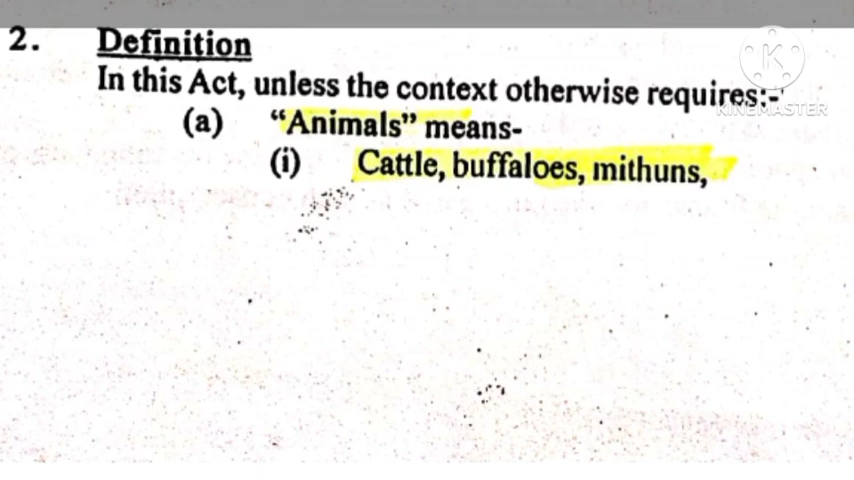 2. Definition
In this Act, unless the context otherwise requires:-
(a) “Animals” means-
(i) Cattle, buffaloes, mithuns,
K
KINEMASTER